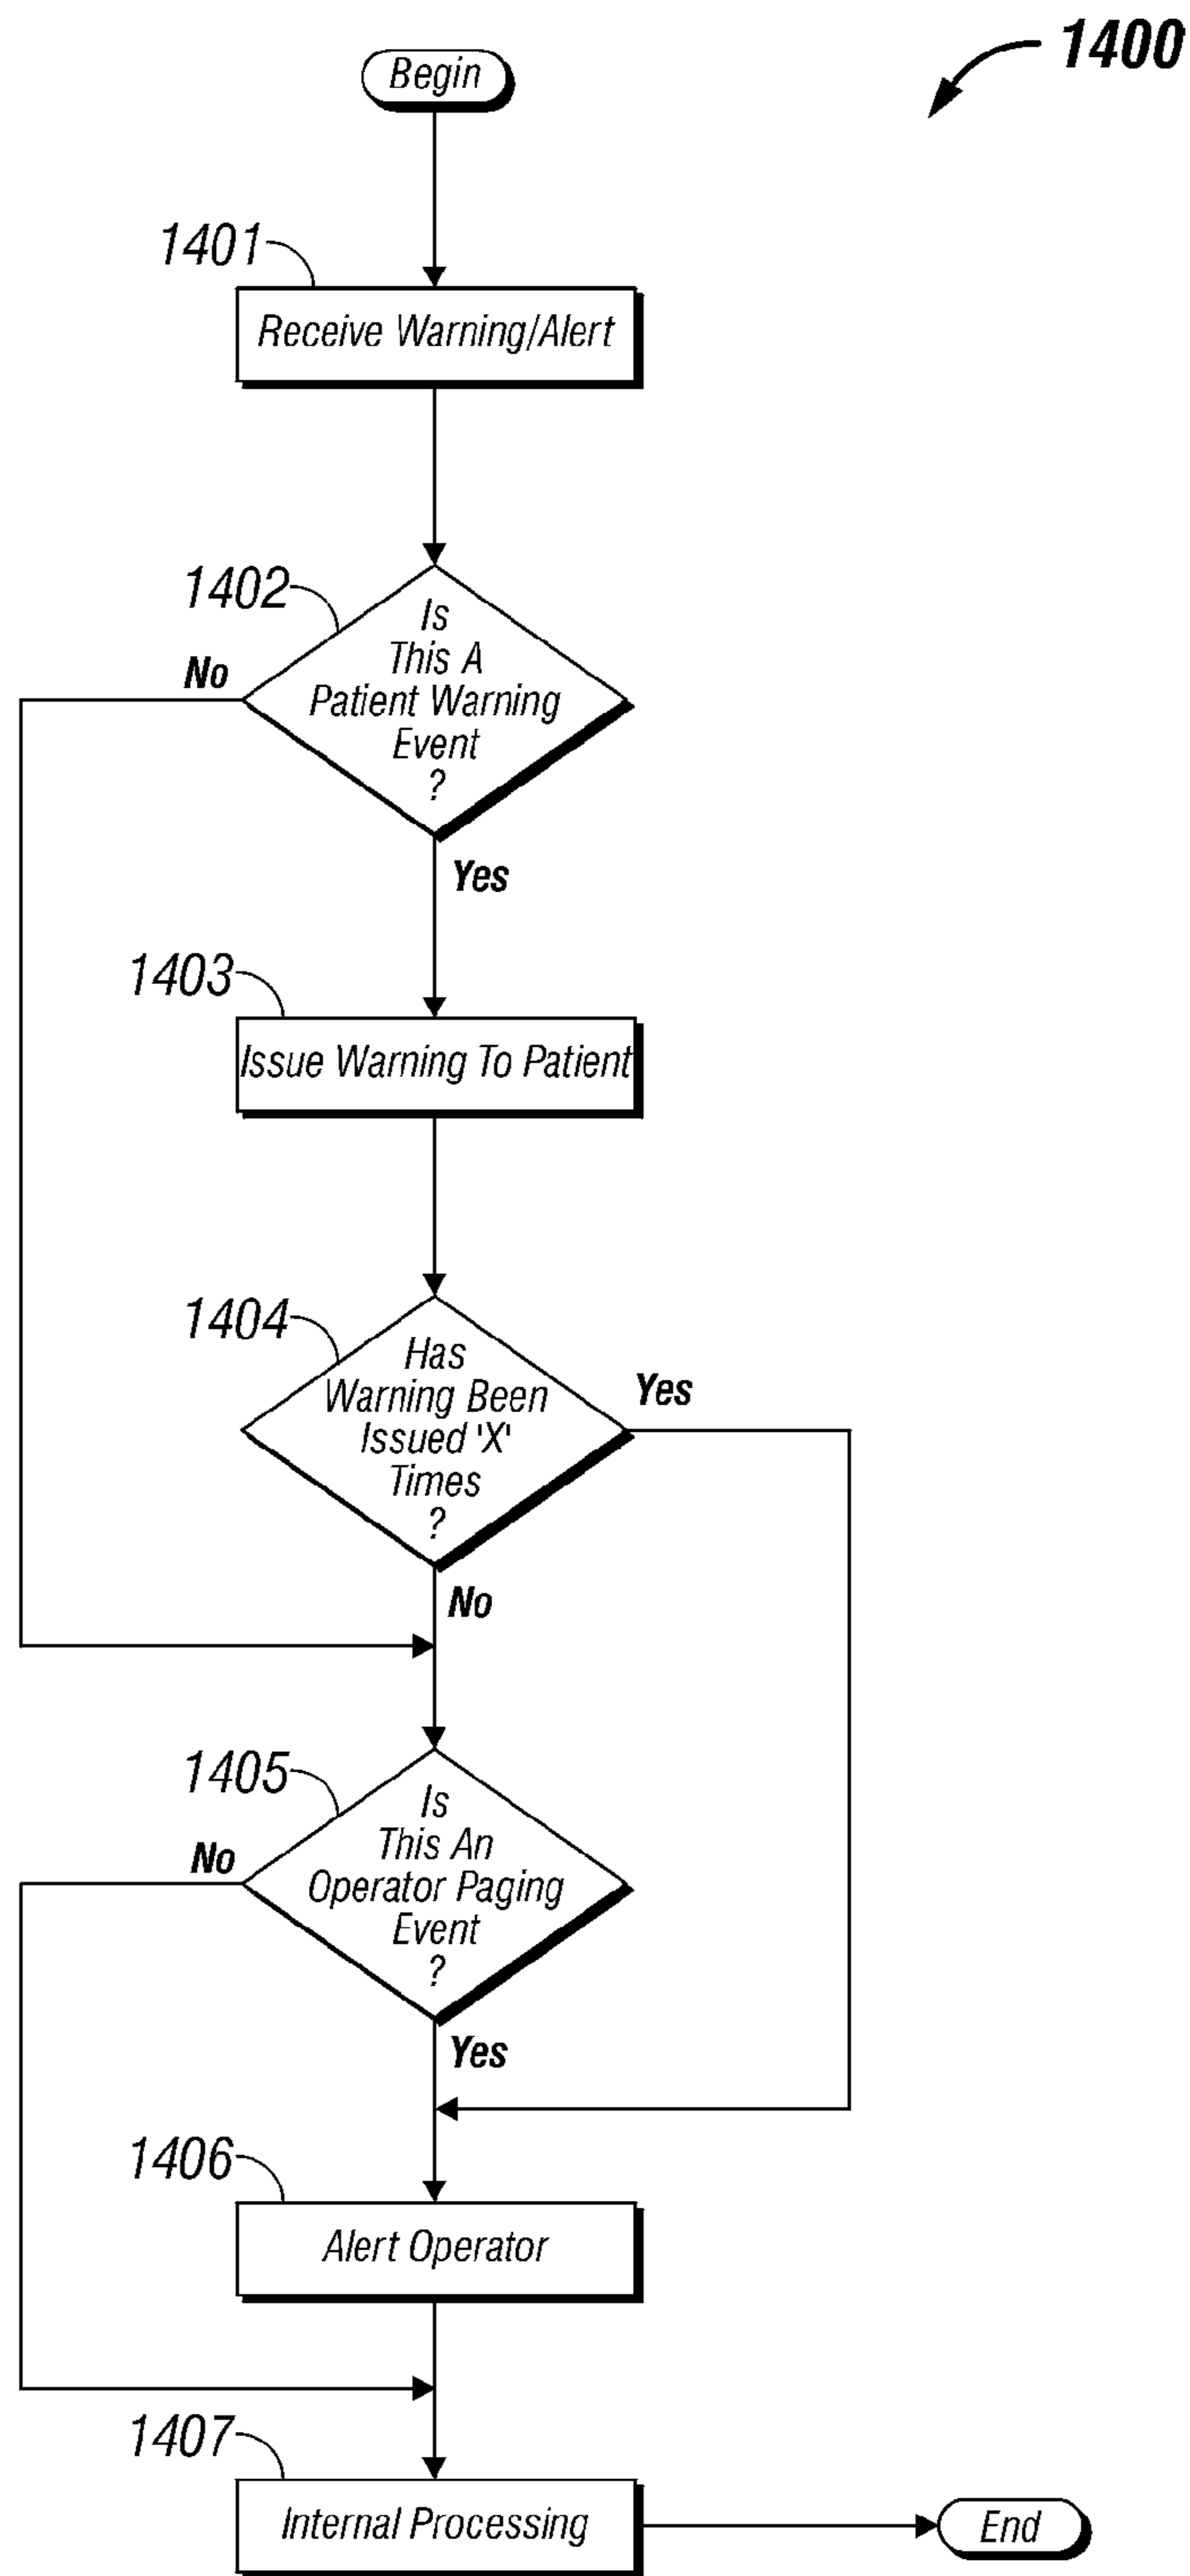 1400
Begin
1401
Receive Warning/Alert
1402
Is
This A
Patient Warning
Event
?
No
Yes
1403
Issue Warning To Patient
1404
Has
Warning Been
Issued 'X'
Times
?
Yes
No
1405
Is
This An
Operator Paging
Event
?
No
Yes
1406
Alert Operator
1407
Internal Processing
End